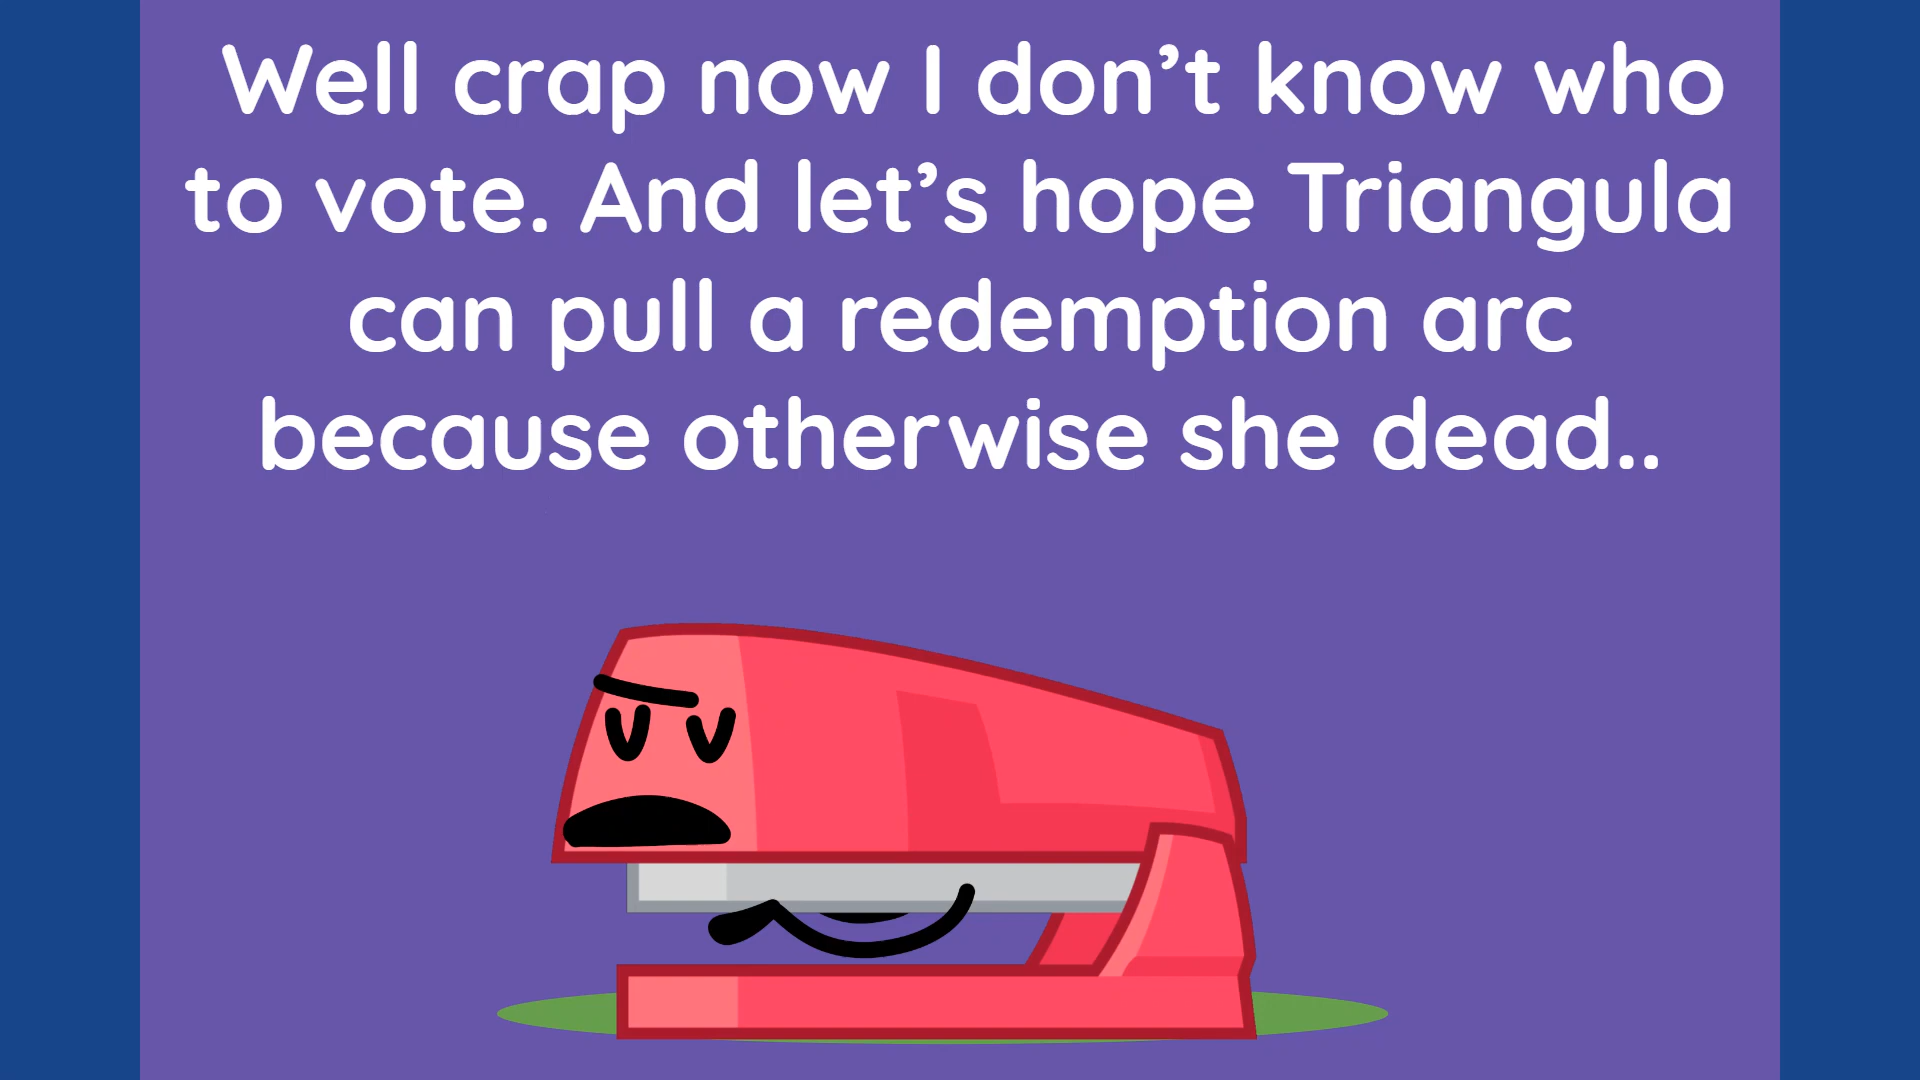 Well crap now I don’t know who
to vote. And let’s hope Triangula
can pull a redemption arc
because otherwise she dead..